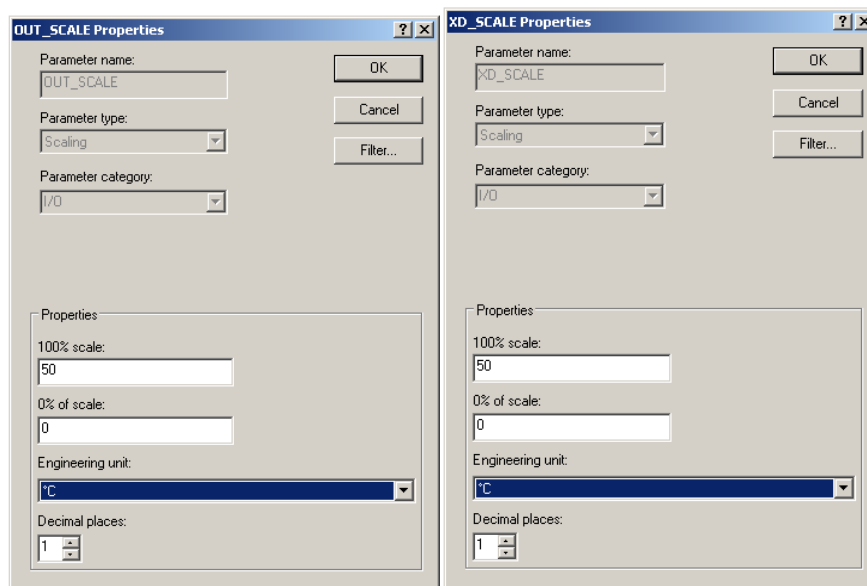 OUT_SCALE Properties
Parameter name:
OUT_SCALE
OK
Parameter type:
Cancel
Scaling
Filter...
Parameter category:
I/O
Properties
100% scale:
50
0% of scale:
0
Engineering unit:
°C
Decimal places:
1
XD_SCALE Properties
Parameter name:
XD_SCALE
OK
Parameter type:
Cancel
Scaling
Filter...
Parameter category:
I/O
Properties
100% scale:
50
0% of scale:
0
Engineering unit:
°C
Decimal places:
1